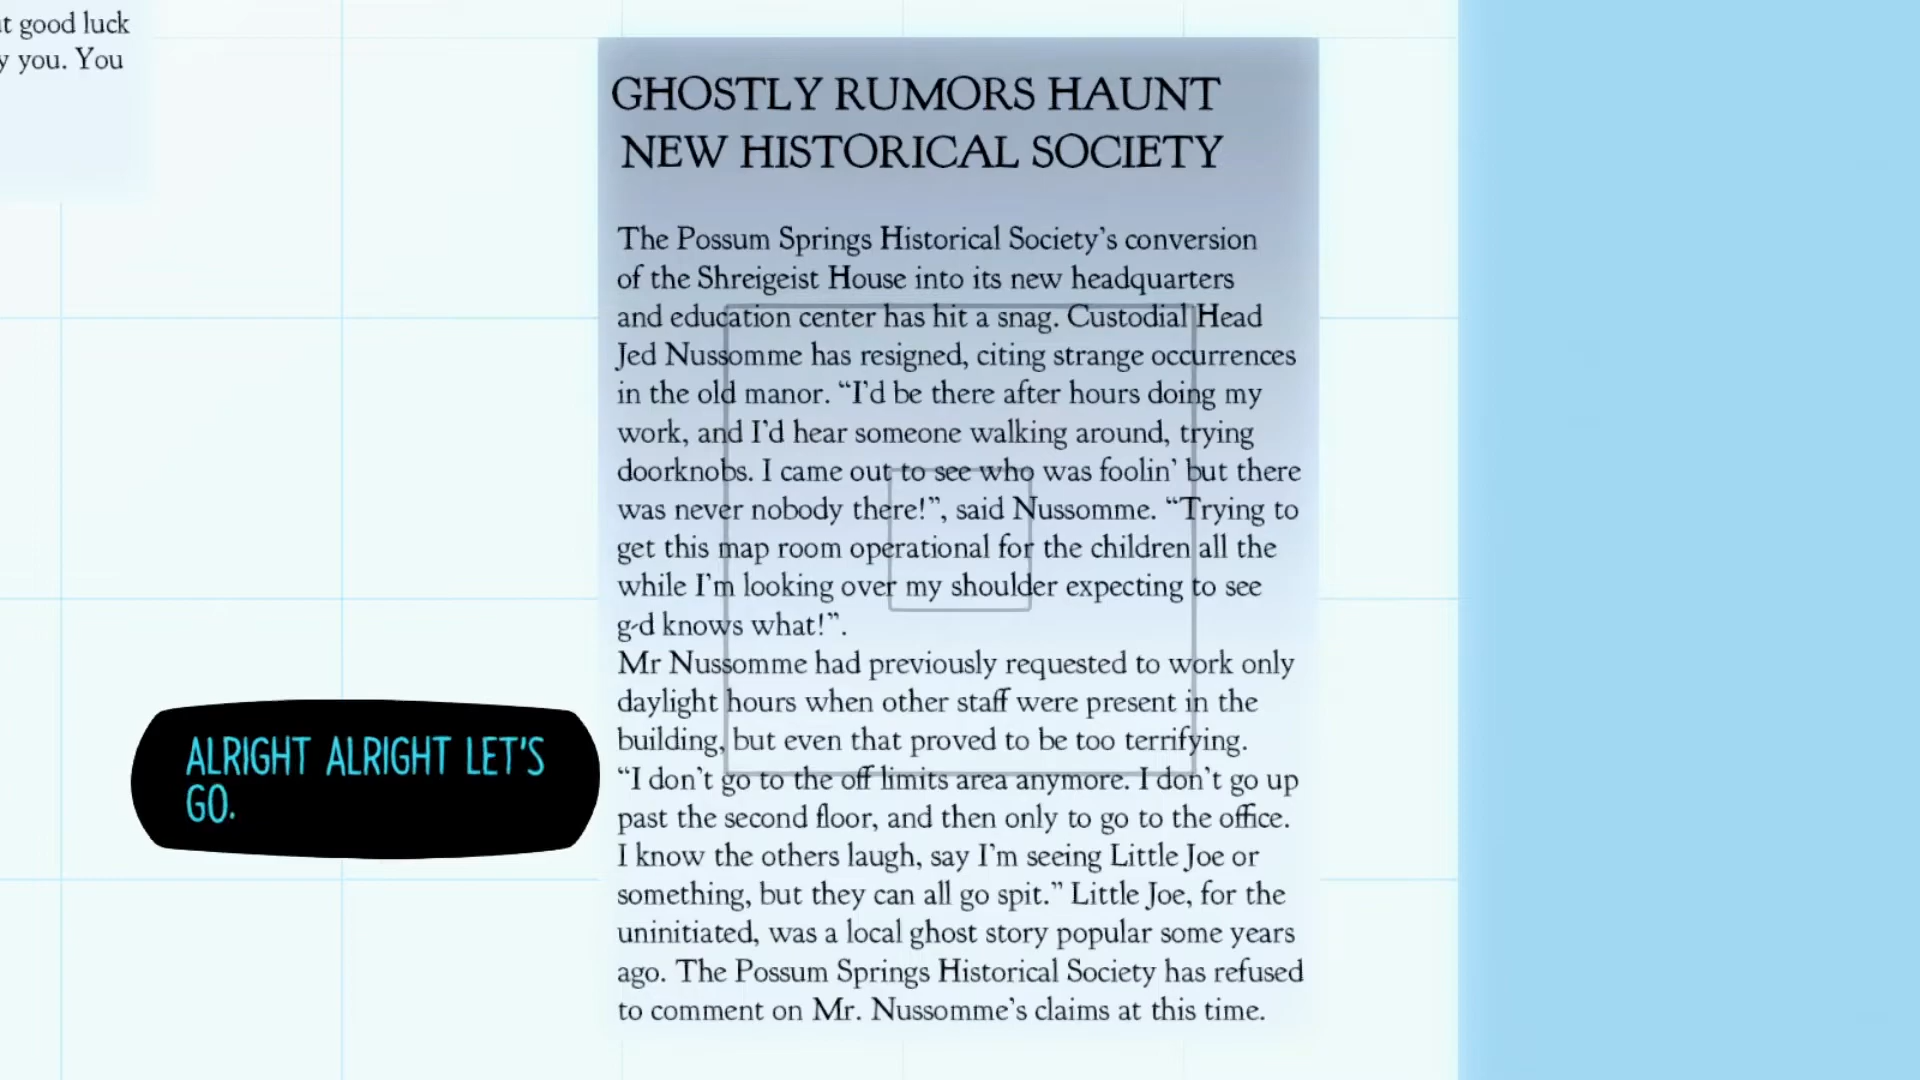 t good luck
y you. You
GHOSTLY RUMORS HAUNT
NEW HISTORICAL SOCIETY
The Possum Springs Historical Society's conversion
of the Shreigeist House into its new headquarters
and education center has hit a snag. Custodial Head
Jed Nussomme has resigned, citing strange occurrences
in the old manor. “I'd be there after hours doing my
work, and I'd hear someone walking around, trying
doorknobs. I came out to see who was foolin' but there
was never nobody there!”, said Nussomme. “Trying to
get this map room operational for the children all the
while I'm looking over my shoulder expecting to see
g-d knows what!”.
Mr Nussomme had previously requested to work only
daylight hours when other staff were present in the
building, but even that proved to be too terrifying.
“I don't go to the off limits area anymore. I don't go up
past the second floor, and then only to go to the office.
I know the others laugh, say I'm seeing Little Joe or
something, but they can all go spit.” Little Joe, for the
uninitiated, was a local ghost story popular some years
ago. The Possum Springs Historical Society has refused
to comment on Mr. Nussomme's claims at this time.
ALRIGHT ALRIGHT LET'S
GO.